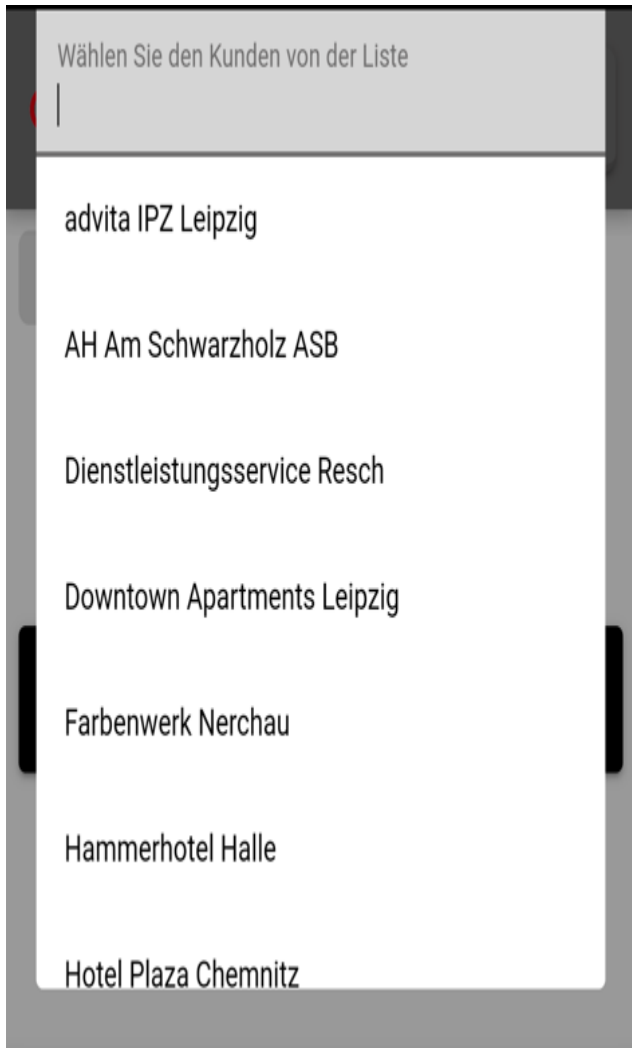 Wählen Sie den Kunden von der Liste
advita IPZ Leipzig
AH Am Schwarzholz ASB
Dienstleistungsservice Resch
Downtown Apartments Leipzig
Farbenwerk Nerchau
Hammerhotel Halle
Hotel Plaza Chemnitz